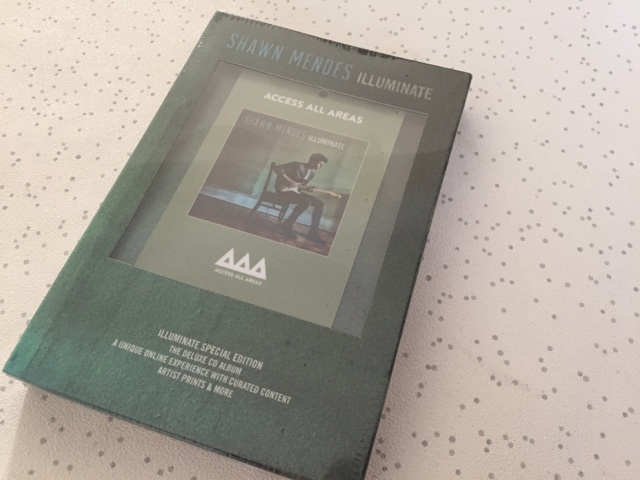 SHAWN MENDES ILLUMINATE
ACCESS ALL AREAS
SHAWN MENDES ILLUMINATE
ACCESS ALL AREAS
ILLUMINATE SPECIAL EDITION
THE DELUXE CD ALBUM
A UNIQUE ONLINE EXPERIENCE WITH CURATED CONTENT
ARTIST PRINTS & MORE